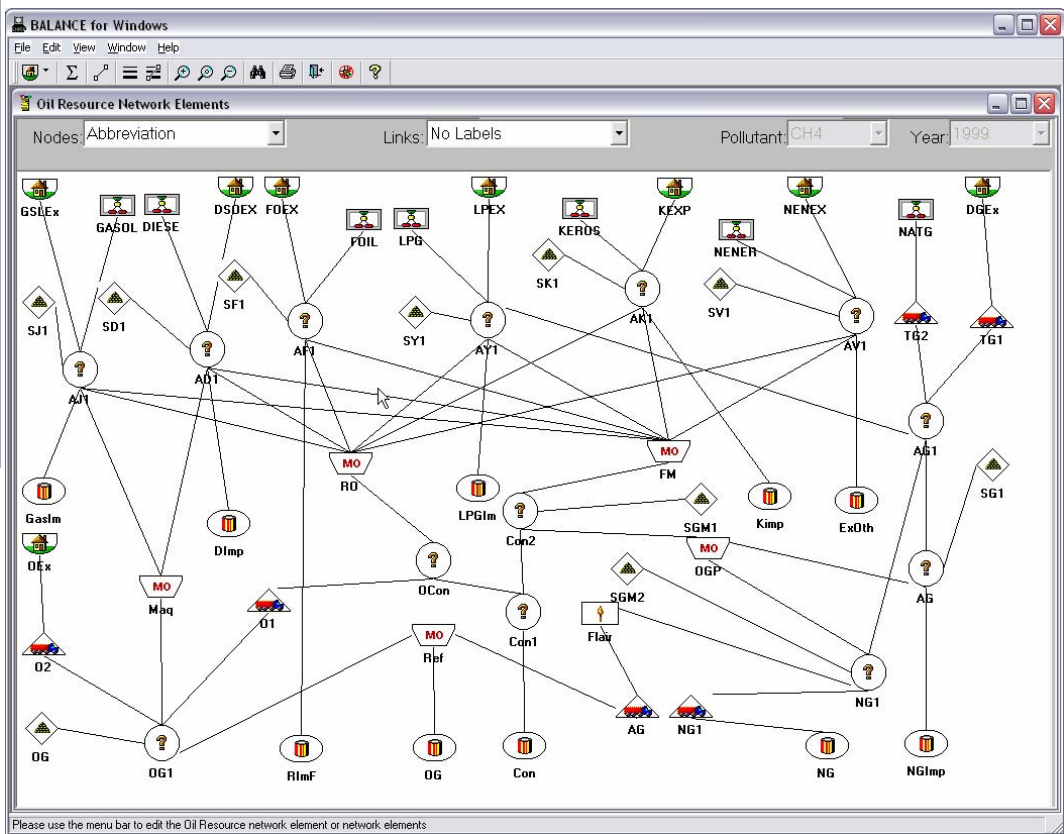 BALANCE for Windows
File Edit View Window Help
Oil Resource Network Elements
Nodes: Abbreviation Links: No Labels Pollutant: CH4 Year: 1999
GSLEx GASOL DIESE DSOEX FOEX FOIL LPG LPEX KEROS KEXP NENER NENEX NATG DGEx
SJ1 SD1 SF1 SY1 SK1 SV1 TG2 TG1
AJ1 AD1 AF1 AY1 AK1 AV1 AG1
MO MO
RO FM
SG1
GasIm DImp LPGIm Con2 SGM1 Kimp ExOth
MO
OGP
OEx OCon SGM2 AG
MO
Maq O1 Con1 Flair
MO
O2 Ref
AG NG1 NG1
OG OG1 RImF OG Con NG NGImp
Please use the menu bar to edit the Oil Resource network element or network elements